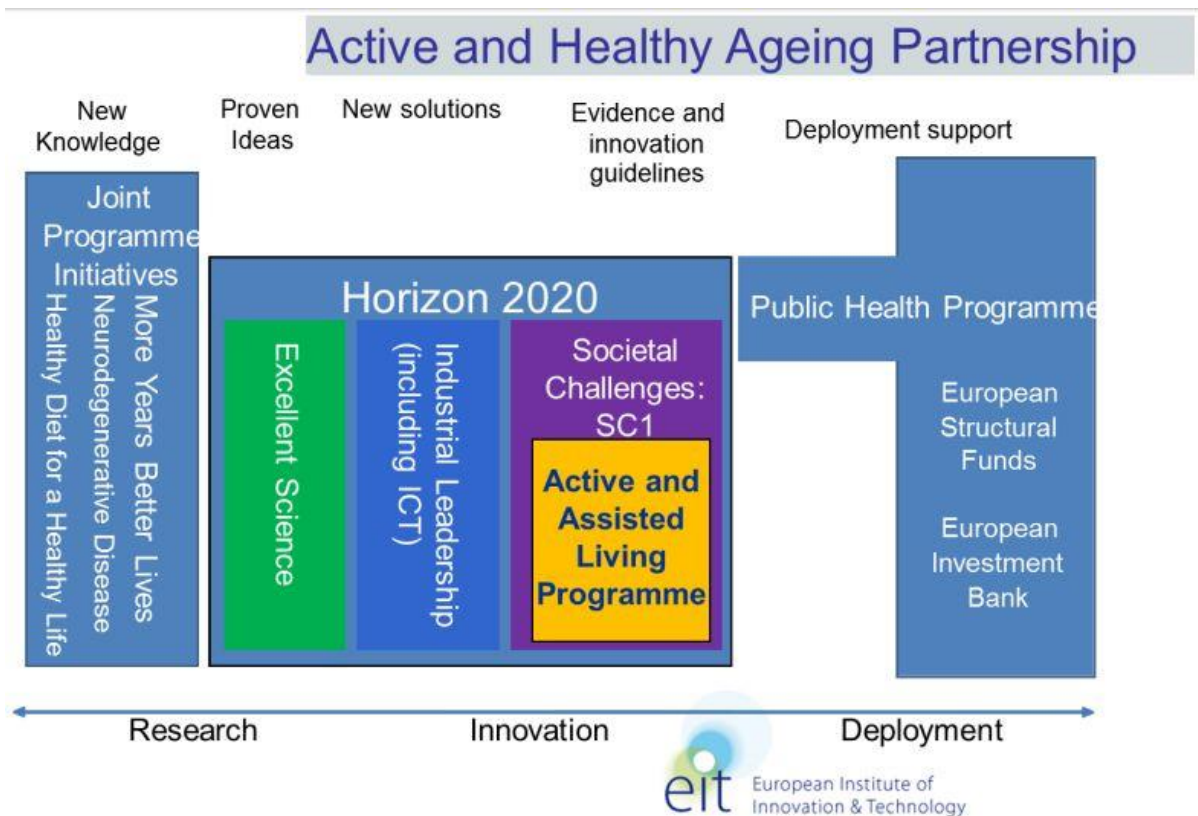 Active and Healthy Ageing Partnership
New
Knowledge
Proven
Ideas
New solutions
Evidence and
innovation
guidelines
Deployment support
Joint
Programme
Initiatives
More Years Better Lives
Neurodegenerative Disease
Healthy Diet for a Healthy Life
Horizon 2020
Excellent Science
Industrial Leadership
(including ICT)
Societal
Challenges:
SC1
Active and
Assisted
Living
Programme
Public Health Programme
European
Structural
Funds
European
Investment
Bank
Research
Innovation
Deployment
eit
European Institute of
Innovation & Technology